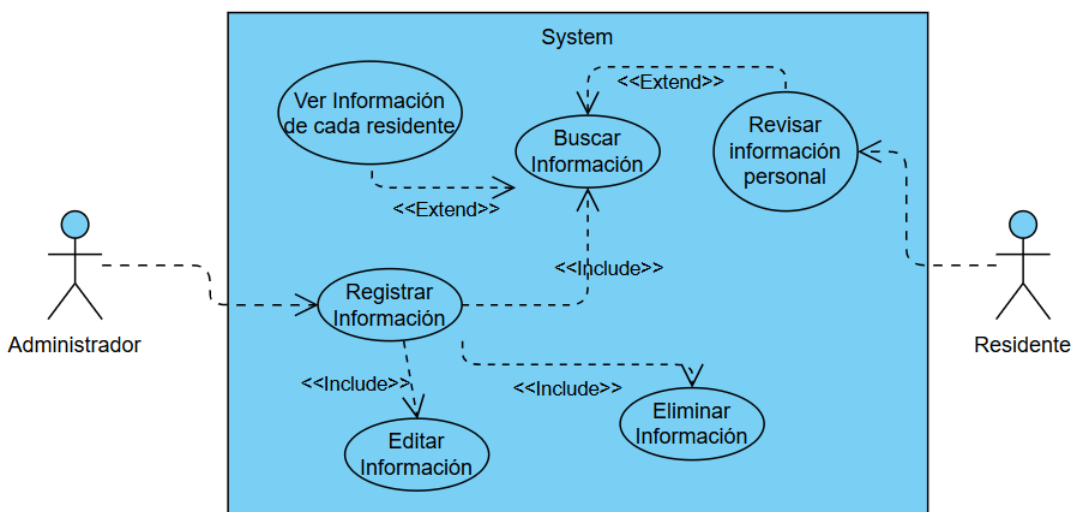 System
Ver Información
de cada residente
<<Extend>>
Buscar
Información
Revisar
información
personal
<<Extend>>
<<Include>>
Registrar
Información
Administrador
Residente
<<Include>>
<<Include>>
Editar
Información
Eliminar
Información